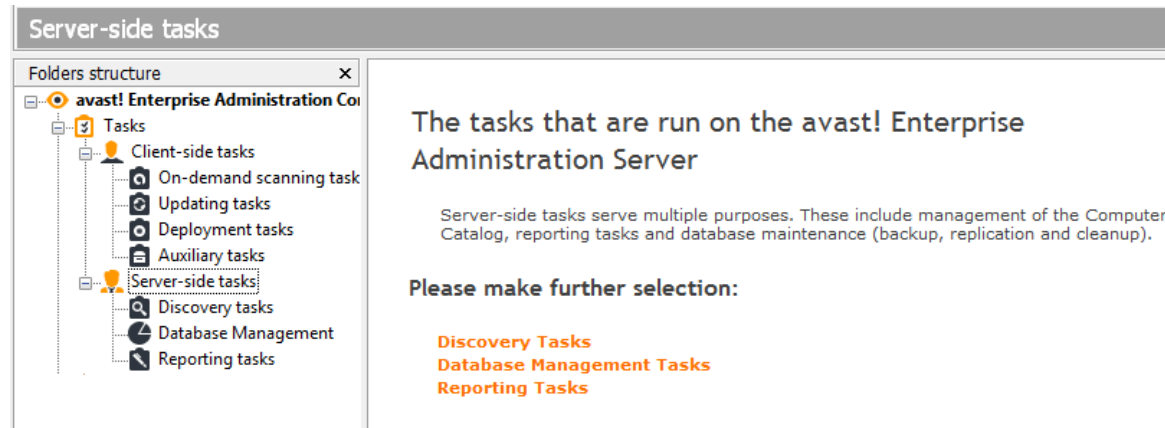 Server-side tasks
Folders structure
avast! Enterprise Administration
Tasks
Client-side tasks
On-demand scanning task
Updating tasks
Deployment tasks
Auxiliary tasks
Server-side tasks
Discovery tasks
Database Management
Reporting tasks
The tasks that are run on the avast! Enterprise
Administration Server
Server-side tasks serve multiple purposes. These include management of the Computer
Catalog, reporting tasks and database maintenance (backup, replication and cleanup).
Please make further selection:
Discovery Tasks
Database Management Tasks
Reporting Tasks